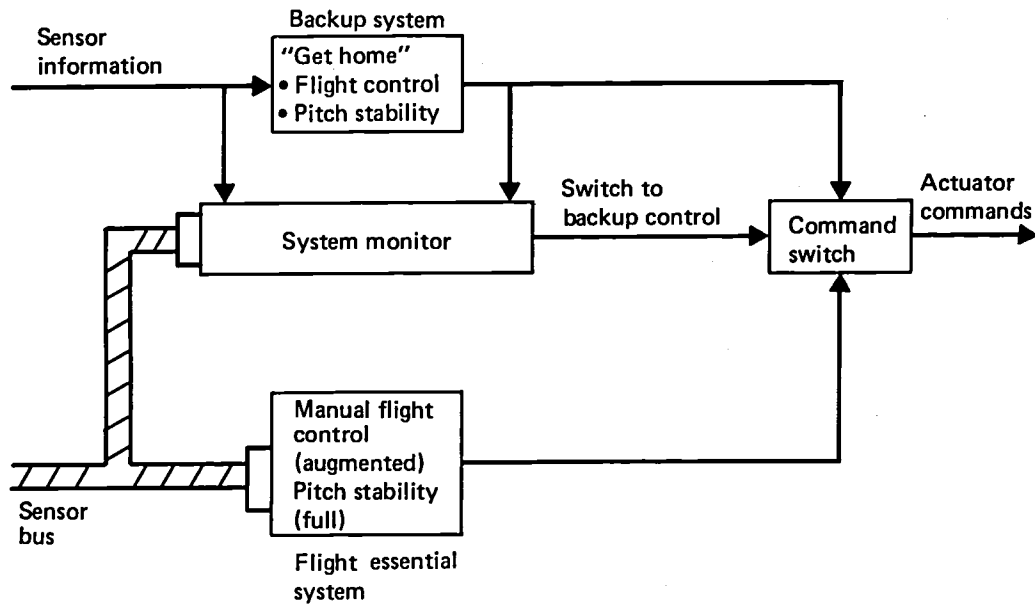 Backup system
Sensor
information
"Get home"
• Flight control
• Pitch stability
Switch to
backup control
Actuator
commands
System monitor
Command
switch
Manual flight
control
(augmented)
Pitch stability
(full)
Sensor
bus
Flight essential
system